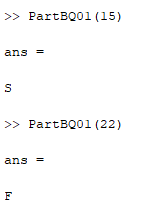 >> PartBQ01(15)
ans =
S
>> PartBQ01(22)
ans =
F